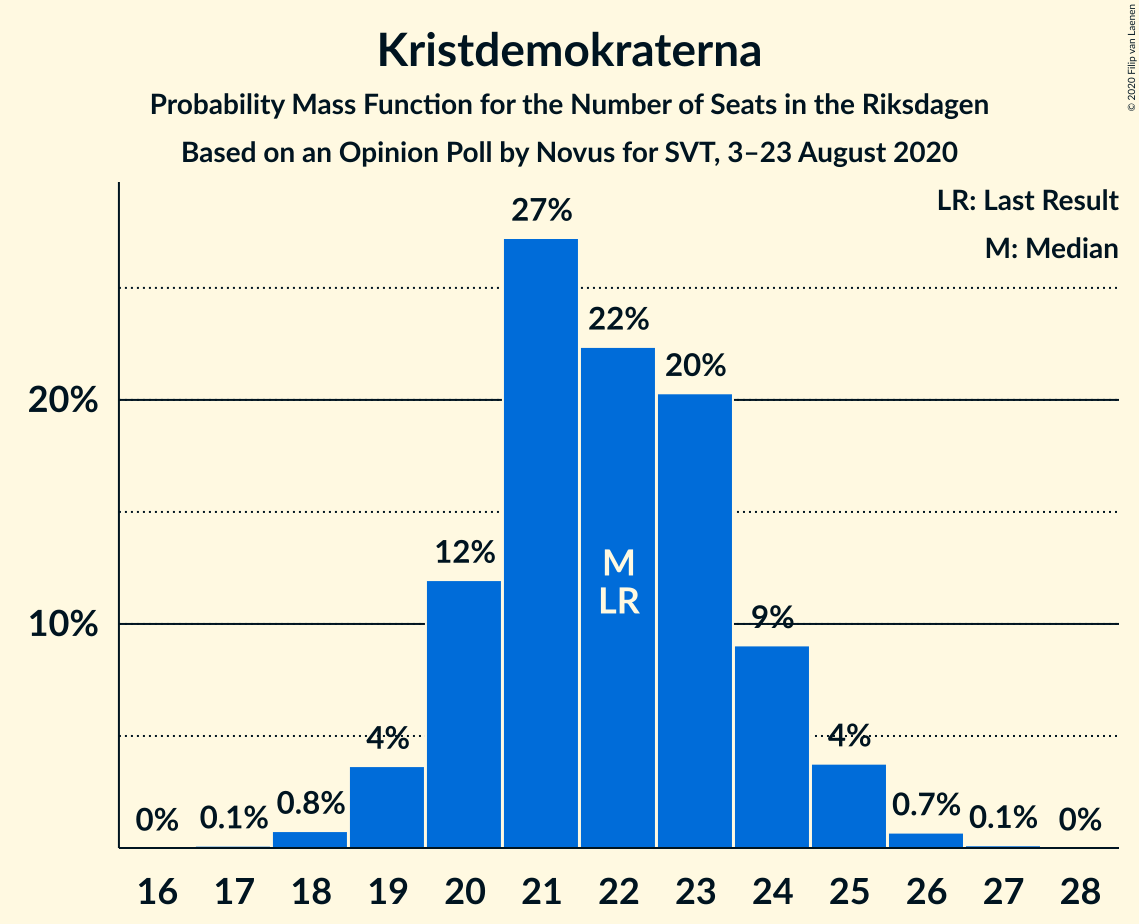 Kristdemokraterna
Probability Mass Function for the Number of Seats in the Riksdagen
Based on an Opinion Poll by Novus for SVT, 3–23 August 2020
© 2020 Filip van Laenen
LR: Last Result
M: Median
27%
22%
20%
20%
12%
M
LR
10%
9%
4%
4%
0%
0.1%
0.8%
0.7%
0.1%
0%
16 17 18 19 20 21 22 23 24 25 26 27 28